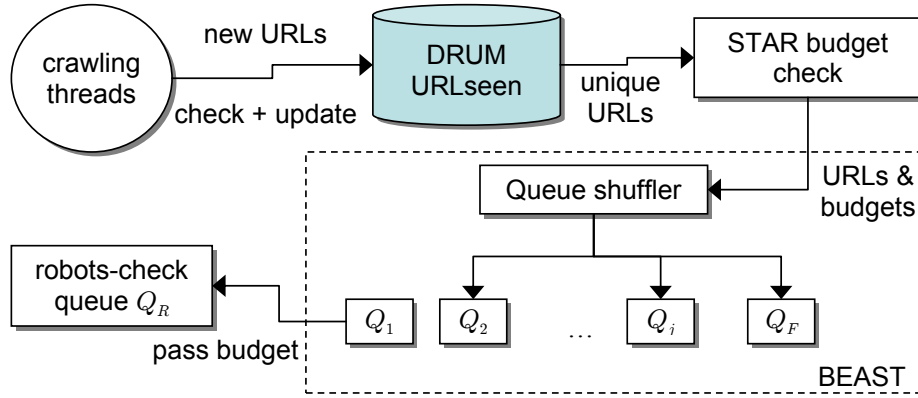 new URLs
crawling
threads
check + update
DRUM
URLseen
unique
URLs
STAR budget
check
URLs &
budgets
Queue shuffler
robots-check
queue Q_R
pass budget
Q_1
Q_2
...
Q_j
Q_F
BEAST